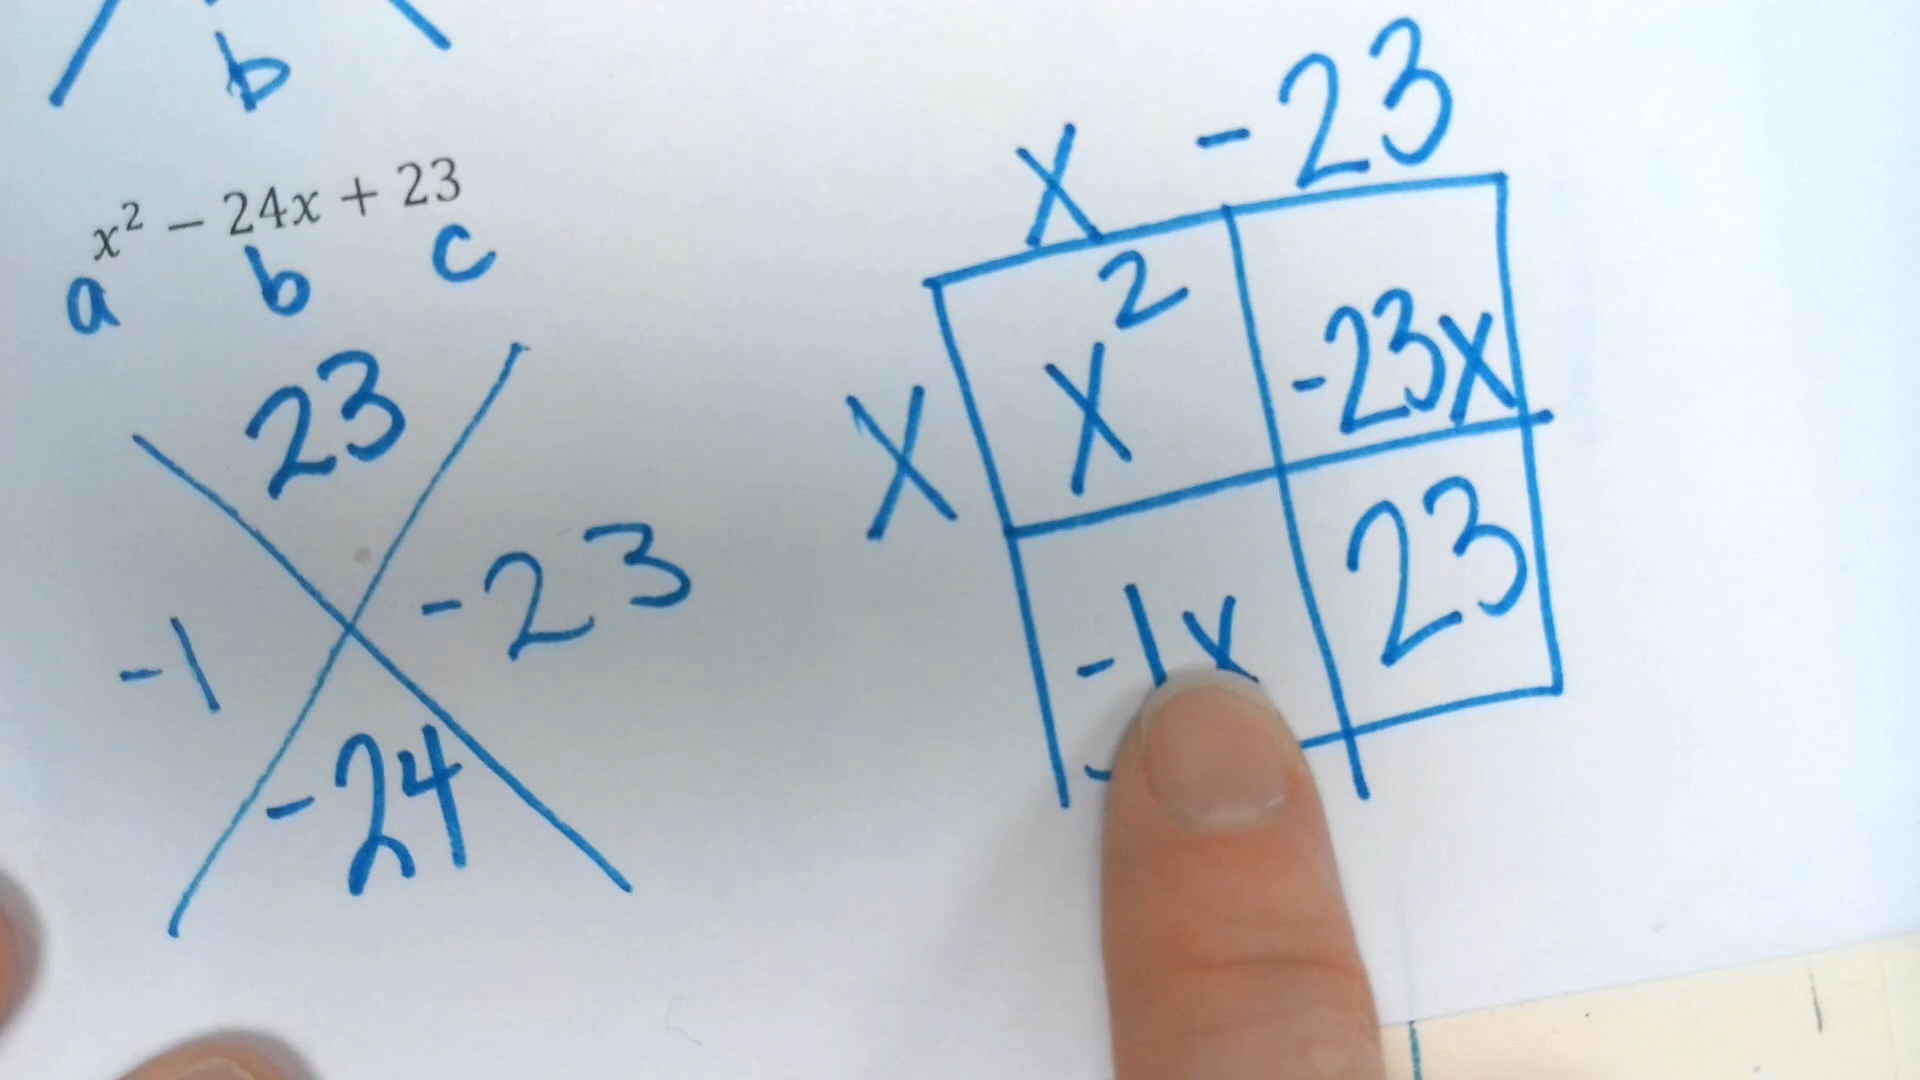 b
x² − 24x + 23
a b c
23
-1 -23
-24
x -23
x x² -23x
-1x 23